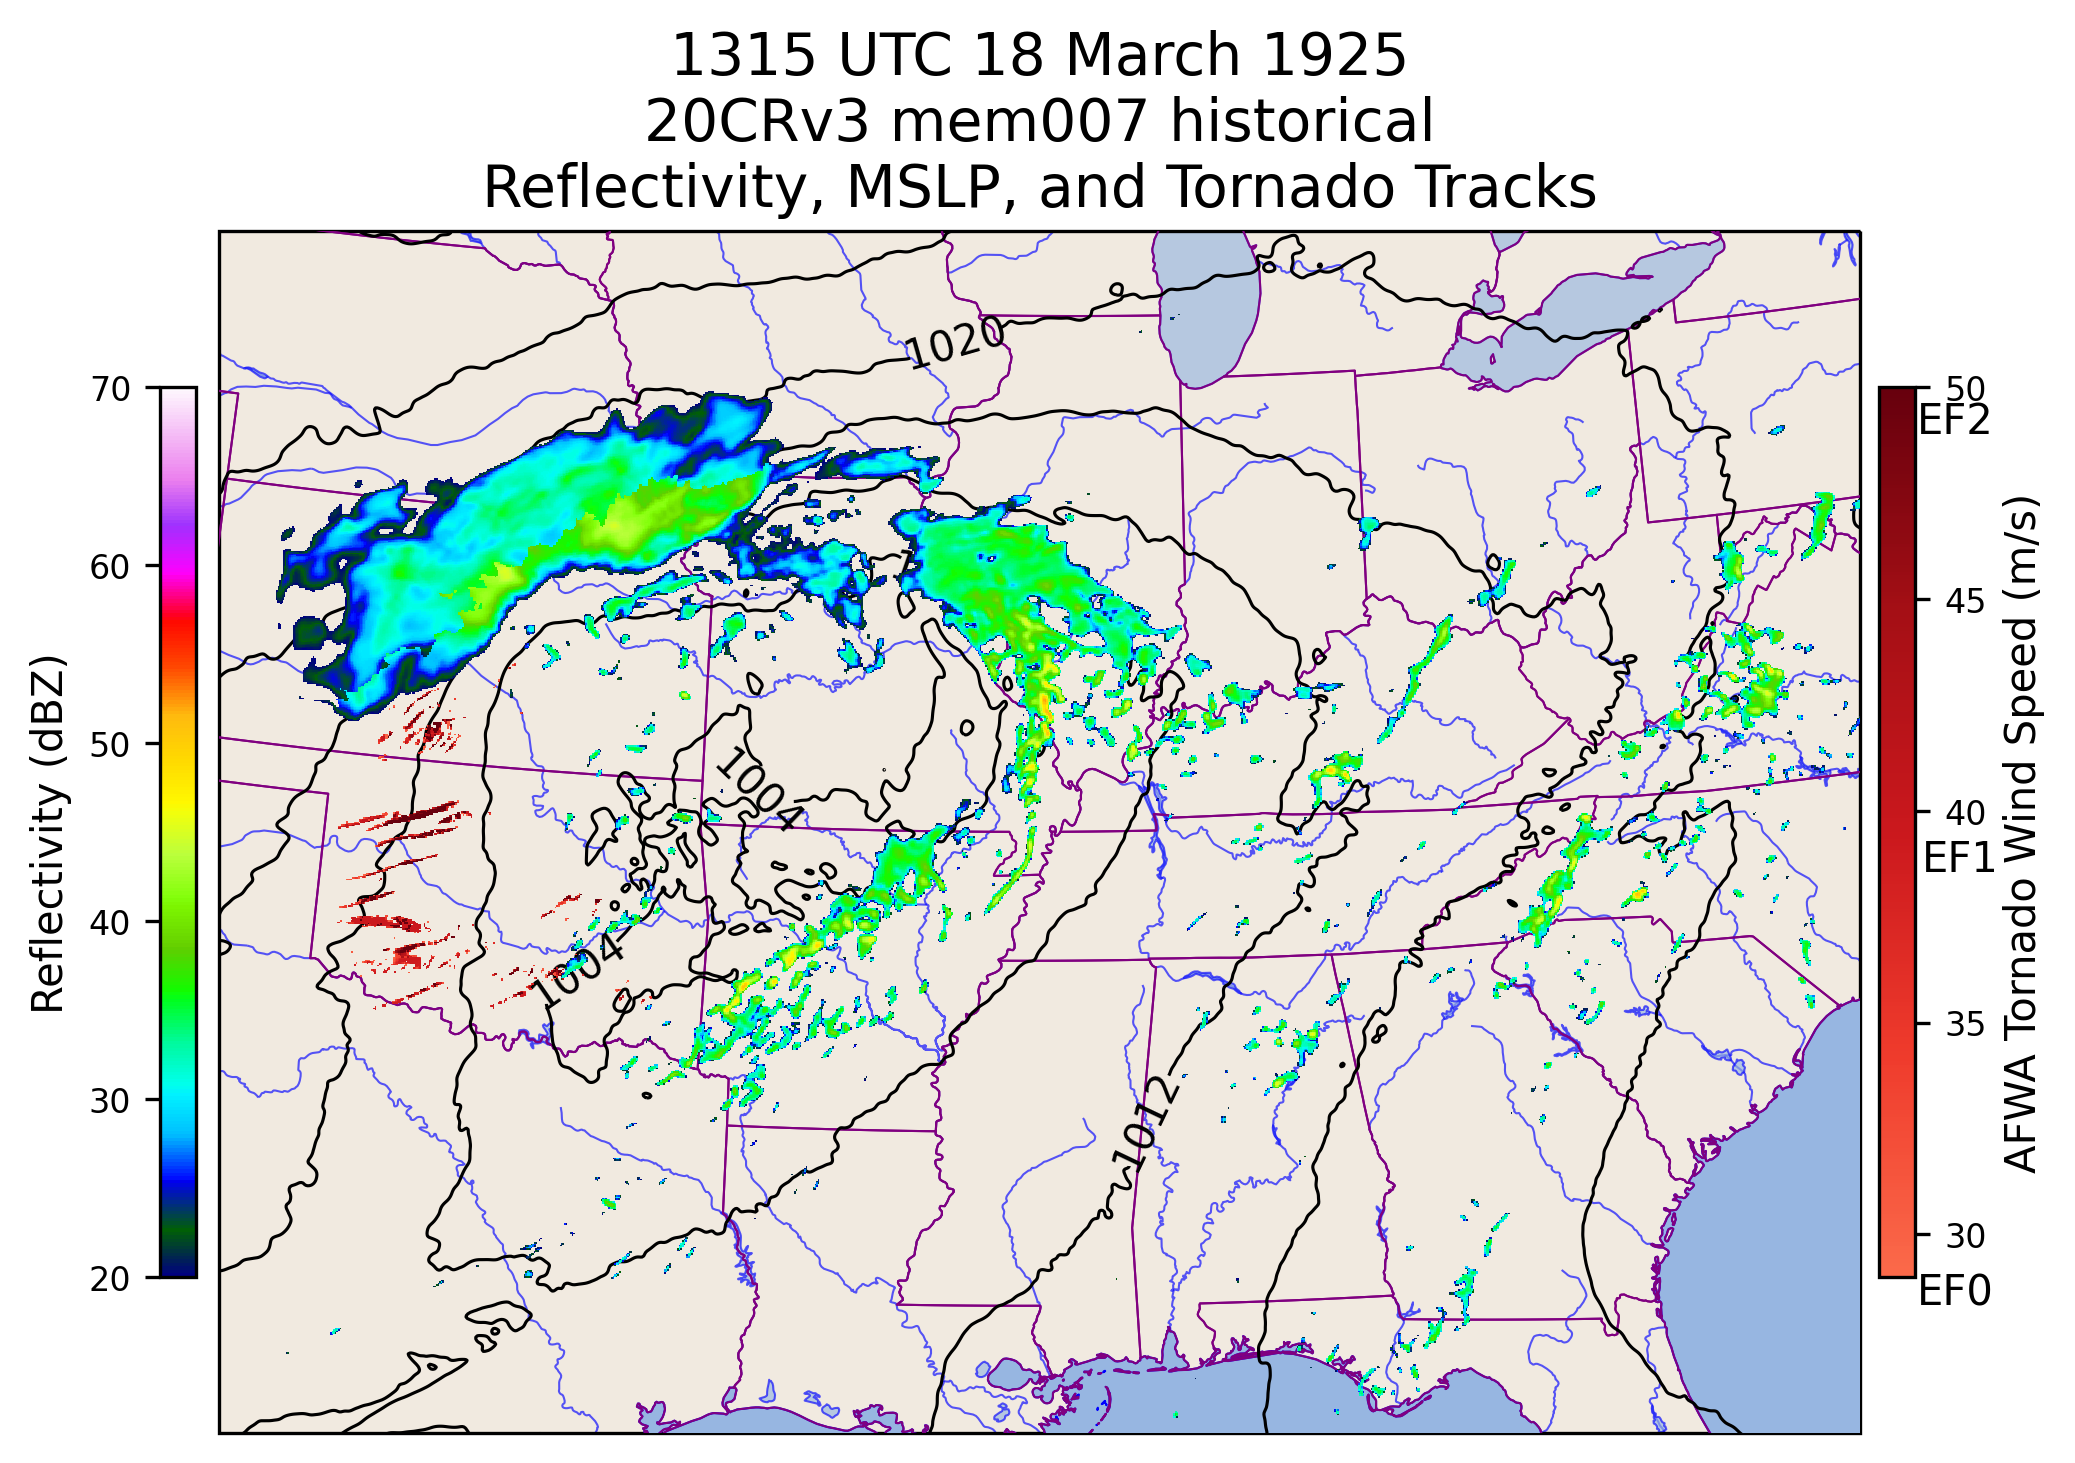 1315 UTC 18 March 1925
20CRv3 mem007 historical
Reflectivity, MSLP, and Tornado Tracks
1020
1004
1004
1012
70
60
50
40
30
20
Reflectivity (dBZ)
50
EF2
45
40
EF1
35
30
EF0
AFWA Tornado Wind Speed (m/s)